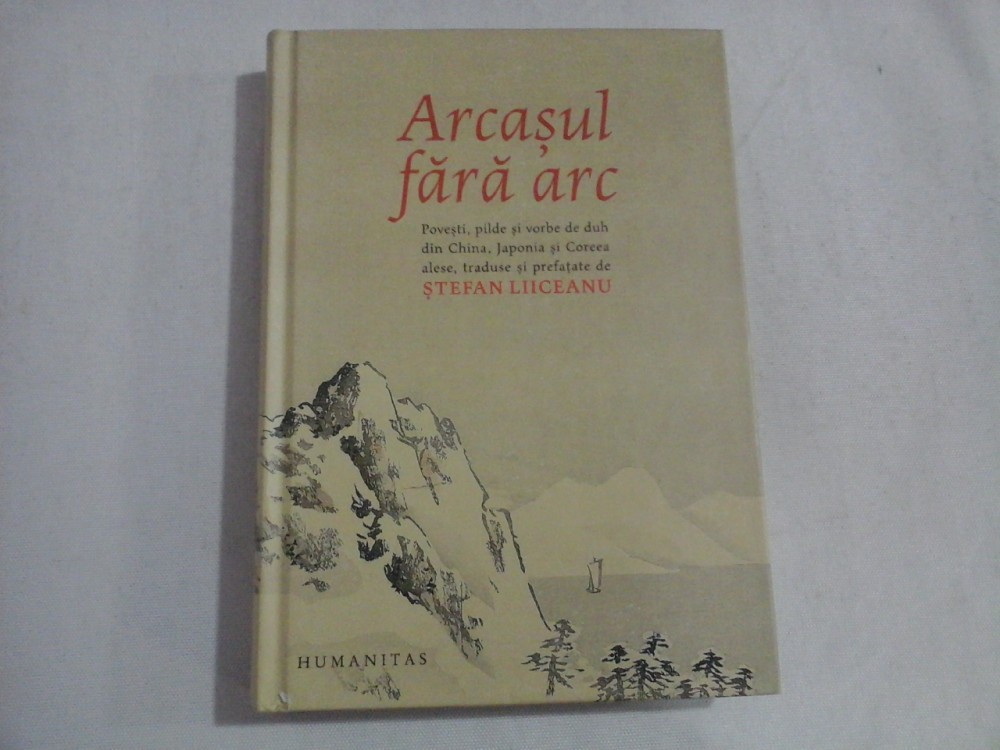 Arcașul
fără arc
Povești, pilde și vorbe de duh
din China, Japonia și Coreea
alese, traduse și prefațate de
ȘTEFAN LIICEANU
HUMANITAS